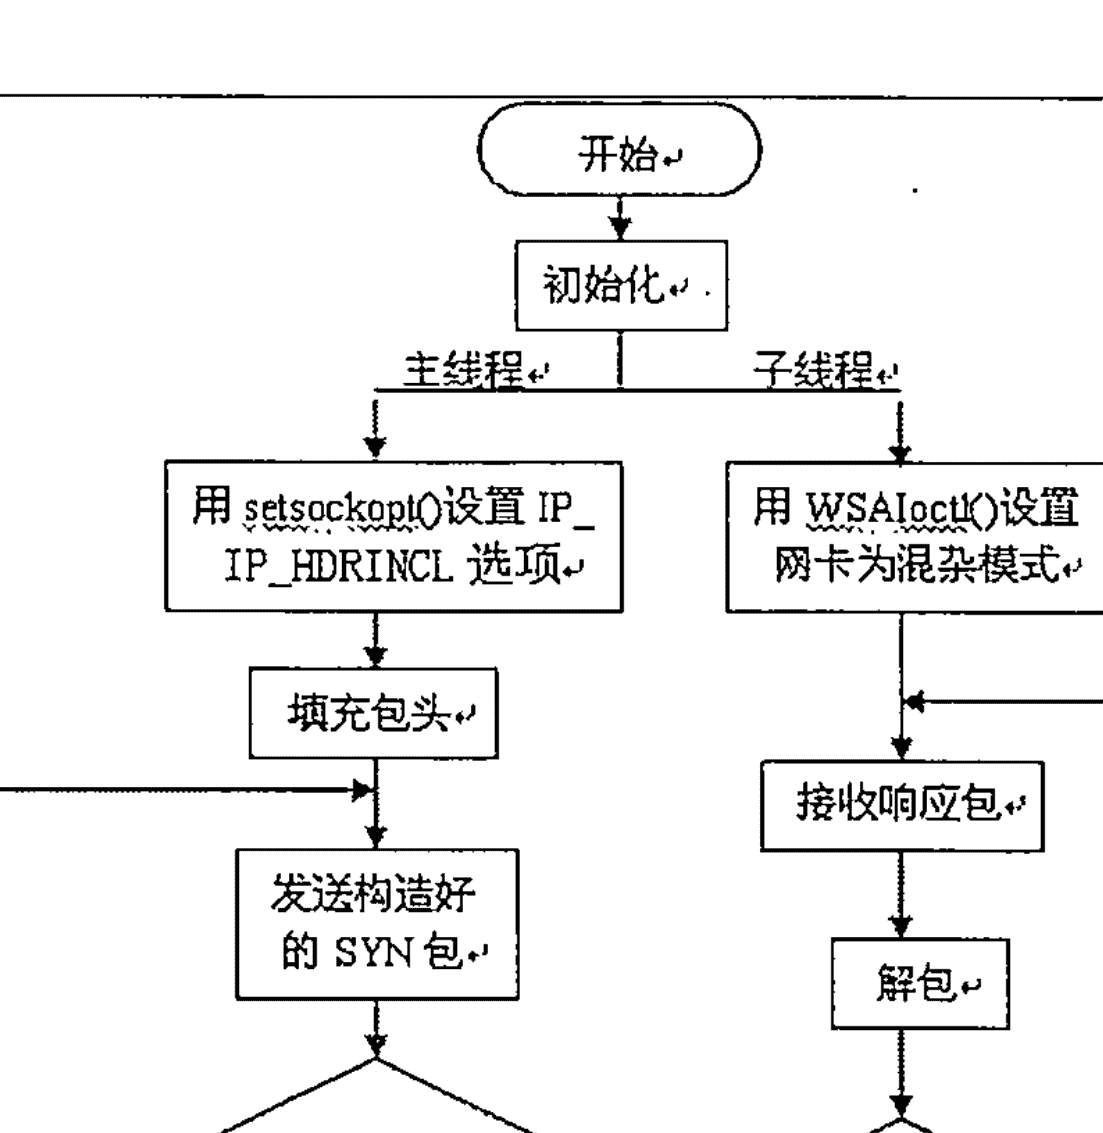 开始
初始化
主线程
子线程
用 setsockopt()设置 IP_
IP_HDRINCL 选项
用 WSAIoctl()设置
网卡为混杂模式
填充包头
接收响应包
发送构造好
的 SYN 包
解包